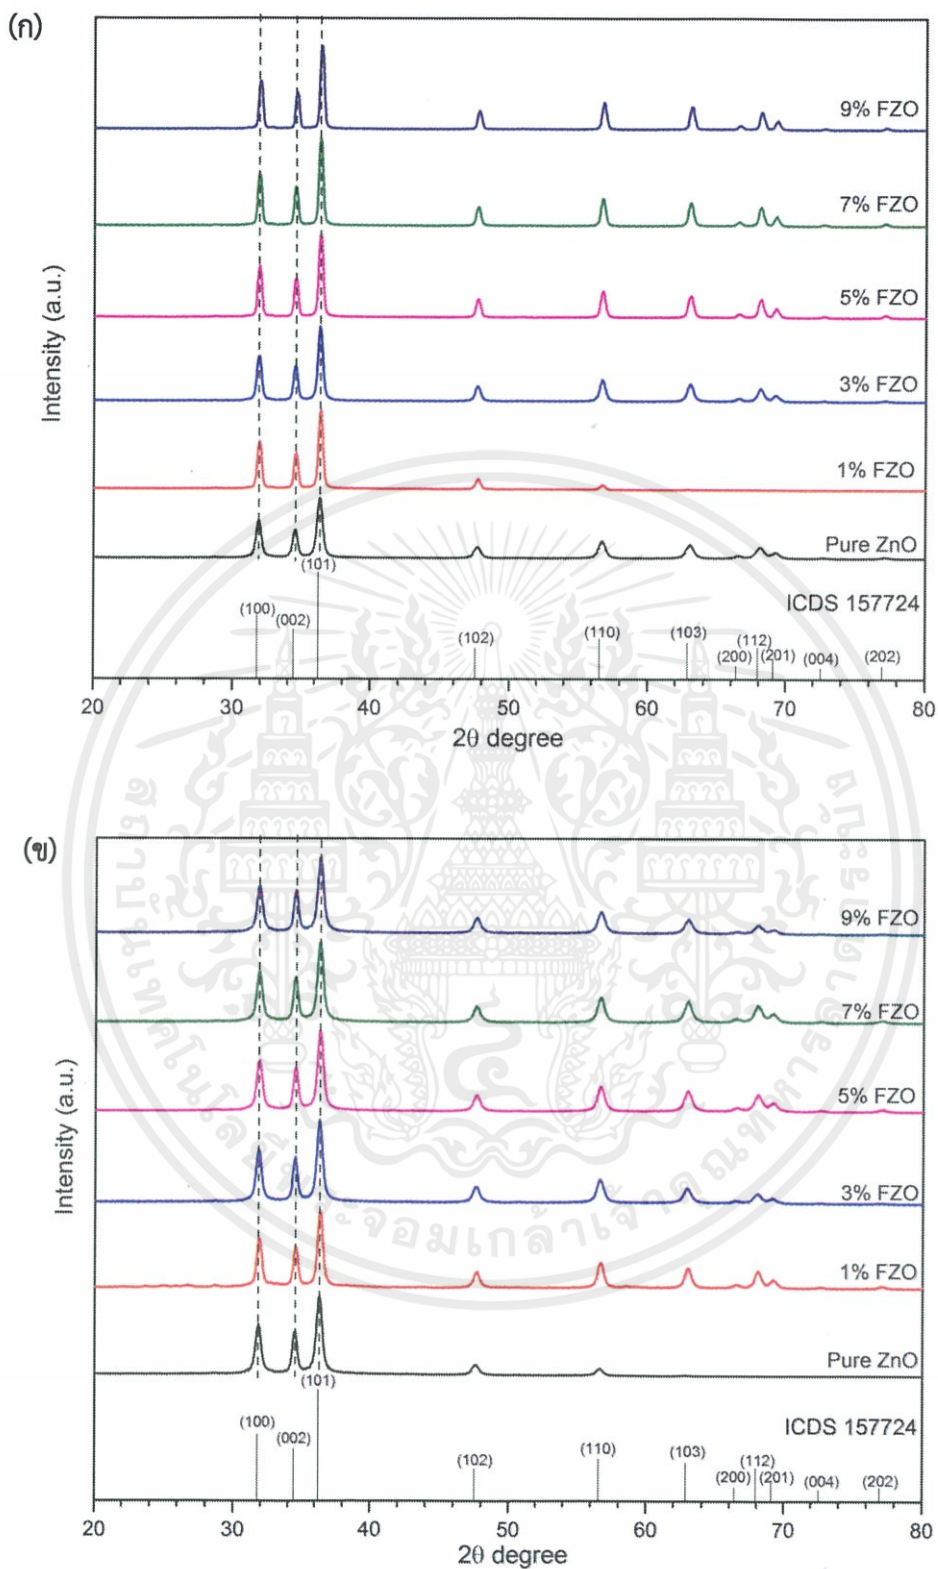 (ก)
9% FZO
7% FZO
5% FZO
3% FZO
1% FZO
Pure ZnO
ICDS 157724
Intensity (a.u.)
(100)
(002)
(101)
(102)
(110)
(103)
(200)
(112)
(201)
(004)
(202)
20 30 40 50 60 70 80
2θ degree
(ข)
9% FZO
7% FZO
5% FZO
3% FZO
1% FZO
Pure ZnO
ICDS 157724
Intensity (a.u.)
(100)
(002)
(101)
(102)
(110)
(103)
(200)
(112)
(201)
(004)
(202)
20 30 40 50 60 70 80
2θ degree